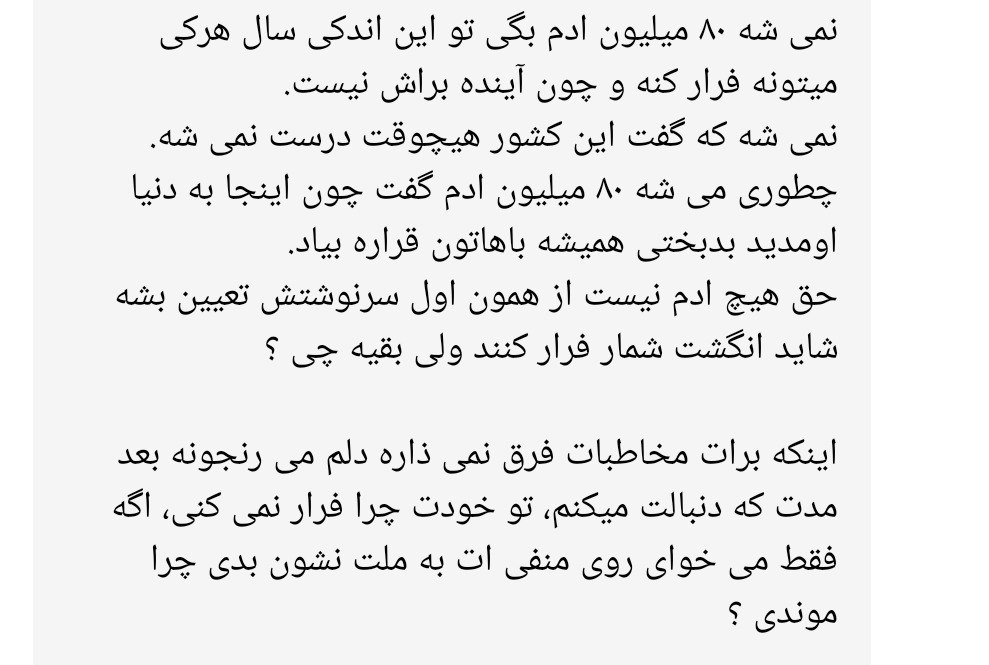 نمی شه ۸۰ میلیون ادم بگی تو این اندکی سال هرکی
میتونه فرار کنه و چون آینده براش نیست.
نمی شه که گفت این کشور هیچوقت درست نمی شه.
چطوری می شه ۸۰ میلیون ادم گفت چون اینجا به دنیا
اومدید بدبختی همیشه باهاتون قراره بیاد.
حق هیچ ادم نیست از همون اول سرنوشتش تعیین بشه
شاید انگشت شمار فرار کنند ولی بقیه چی ؟
اینکه برات مخاطبات فرق نمی ذاره دلم می رنجونه بعد
مدت که دنبالت میکنم، تو خودت چرا فرار نمی کنی، اگه
فقط می خوای روی منفی ات به ملت نشون بدی چرا
موندی ؟